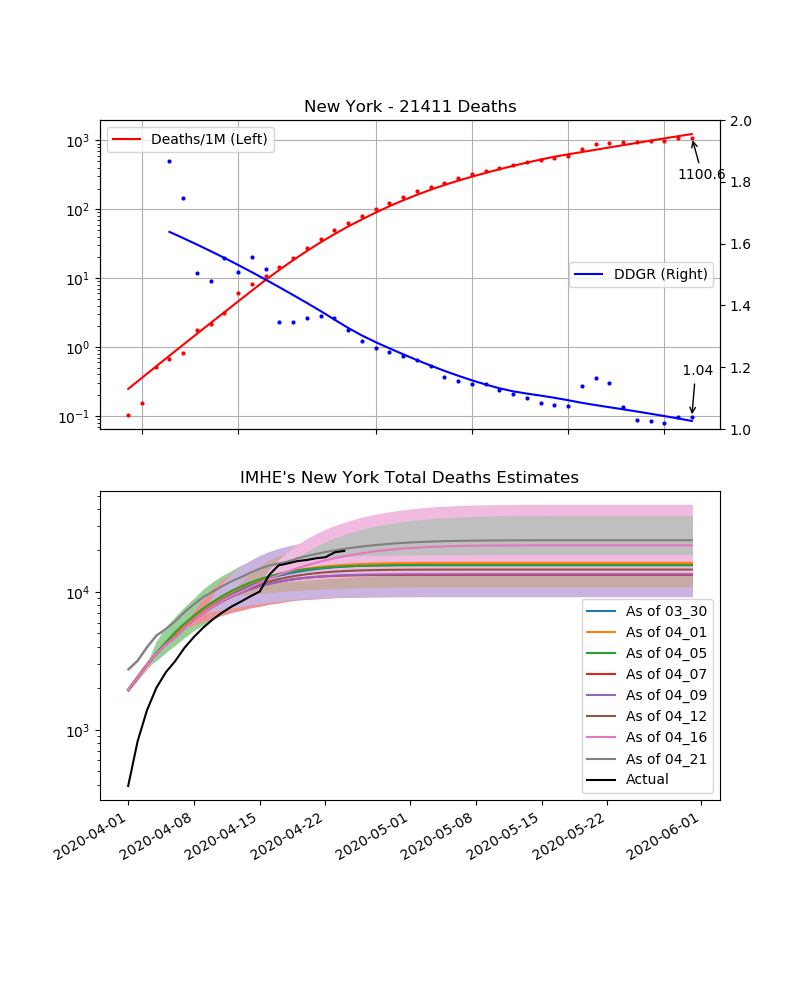 New York - 21411 Deaths
10³
10²
10¹
10⁰
10⁻¹
Deaths/1M (Left)
2.0
1.8
1.6
1.4
1.2
1.0
1100.6
DDGR (Right)
1.04
IMHE's New York Total Deaths Estimates
10⁴
10³
As of 03_30
As of 04_01
As of 04_05
As of 04_07
As of 04_09
As of 04_12
As of 04_16
As of 04_21
Actual
2020-04-01
2020-04-08
2020-04-15
2020-04-22
2020-05-01
2020-05-08
2020-05-15
2020-05-22
2020-06-01